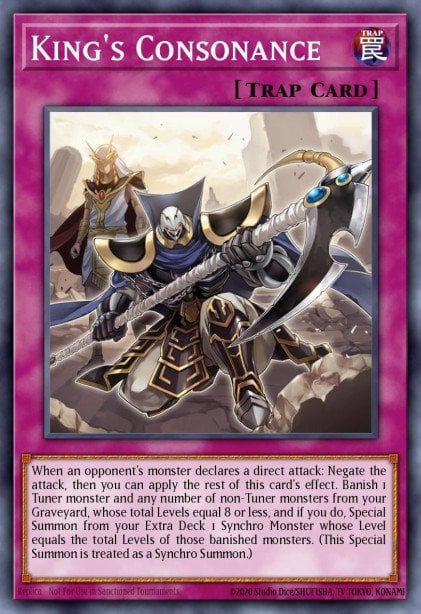 King's Consonance
TRAP
罠
[TRAP CARD]
When an opponent's monster declares a direct attack: Negate
the attack, then you can apply the rest of this card's effect. Banish 1
Tuner monster and any number of non-Tuner monsters from your
Graveyard, whose total Levels equal 8 or less, and if you do, Special
Summon from your Extra Deck 1 Synchro Monster whose Level
equals the total Levels of those banished monsters. (This Special
Summon is treated as a Synchro Summon.)
Replica - Not For Use in Sanctioned Tournaments
©2020 Studio Dice/SHUEISHA, TV TOKYO, KONAMI